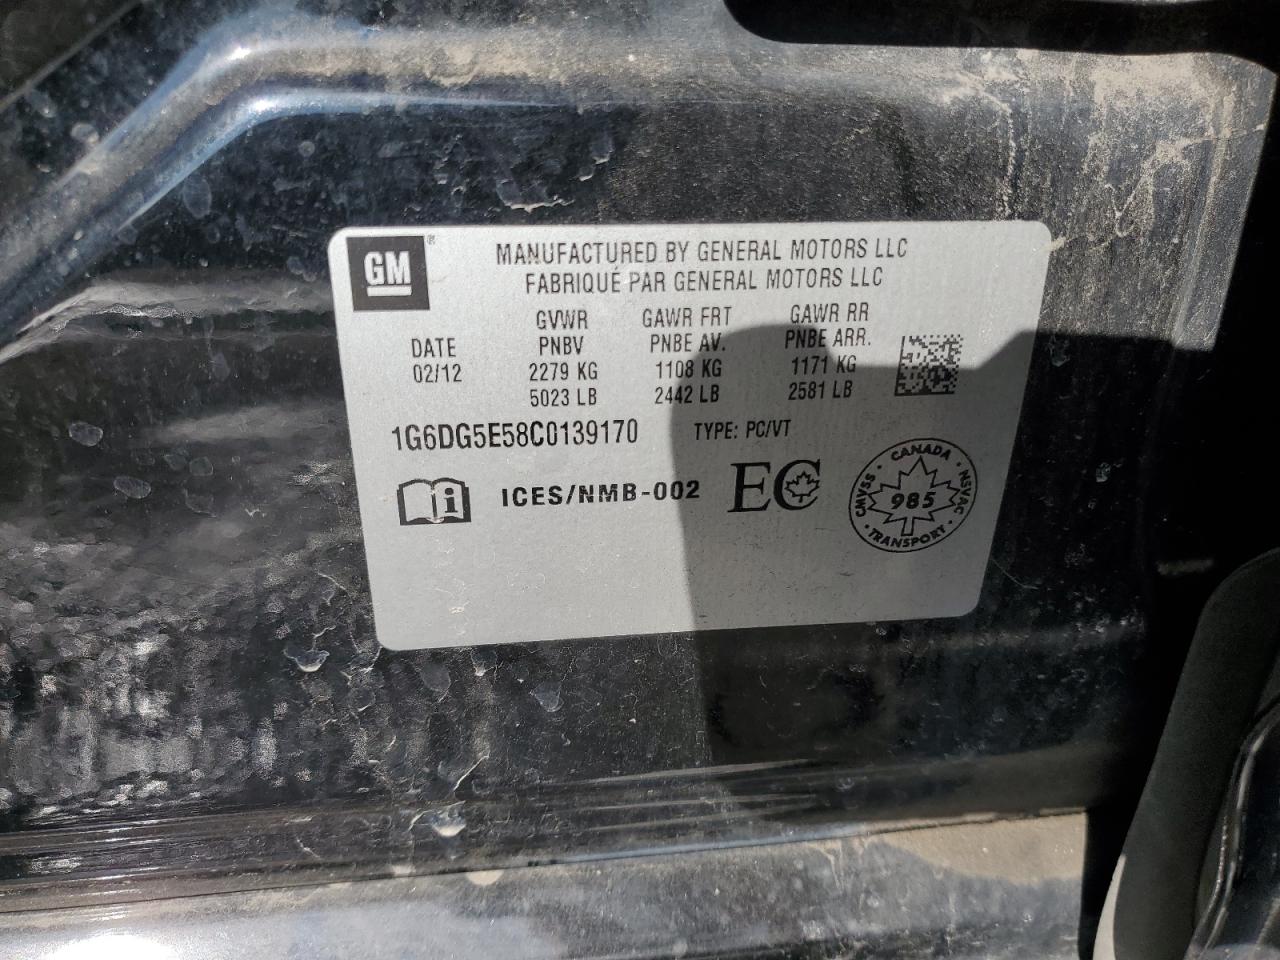 GM®
MANUFACTURED BY GENERAL MOTORS LLC
FABRIQUÉ PAR GENERAL MOTORS LLC
GVWR GAWR FRT GAWR RR
DATE PNBV PNBE AV. PNBE ARR.
02/12 2279 KG 1108 KG 1171 KG
5023 LB 2442 LB 2581 LB
1G6DG5E58C0139170 TYPE: PC/VT
i ICES/NMB-002 EC
CANADA
CMVSS 985 NSVAC
TRANSPORT